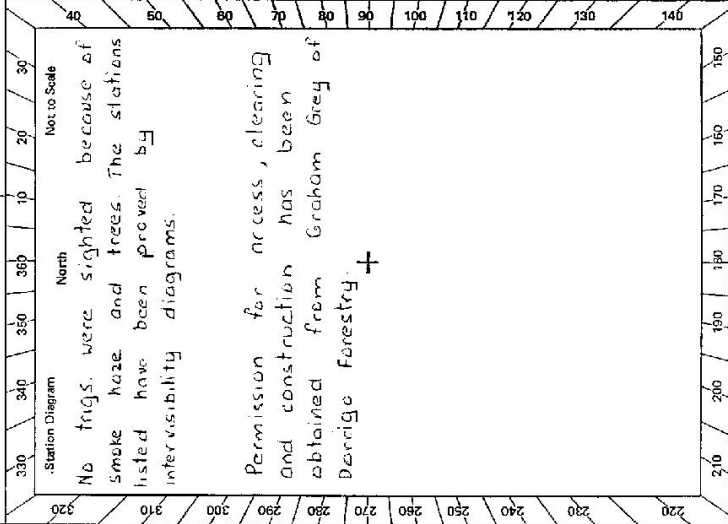 330 340 350 360 10 20 30
Station Diagram North Not to Scale
No trigs. were sighted because of
smoke haze and trees. The stations
listed have been proved by
intervisibility diagrams.
Permission for access, clearing
and construction has been
obtained from Graham Grey of
Dorrigo Forestry.
40 50 60 70 80 90 100 110 120 130 140
150 160 170 180 190 200 210
220 230 240 250 260 270 280 290 300 310 320